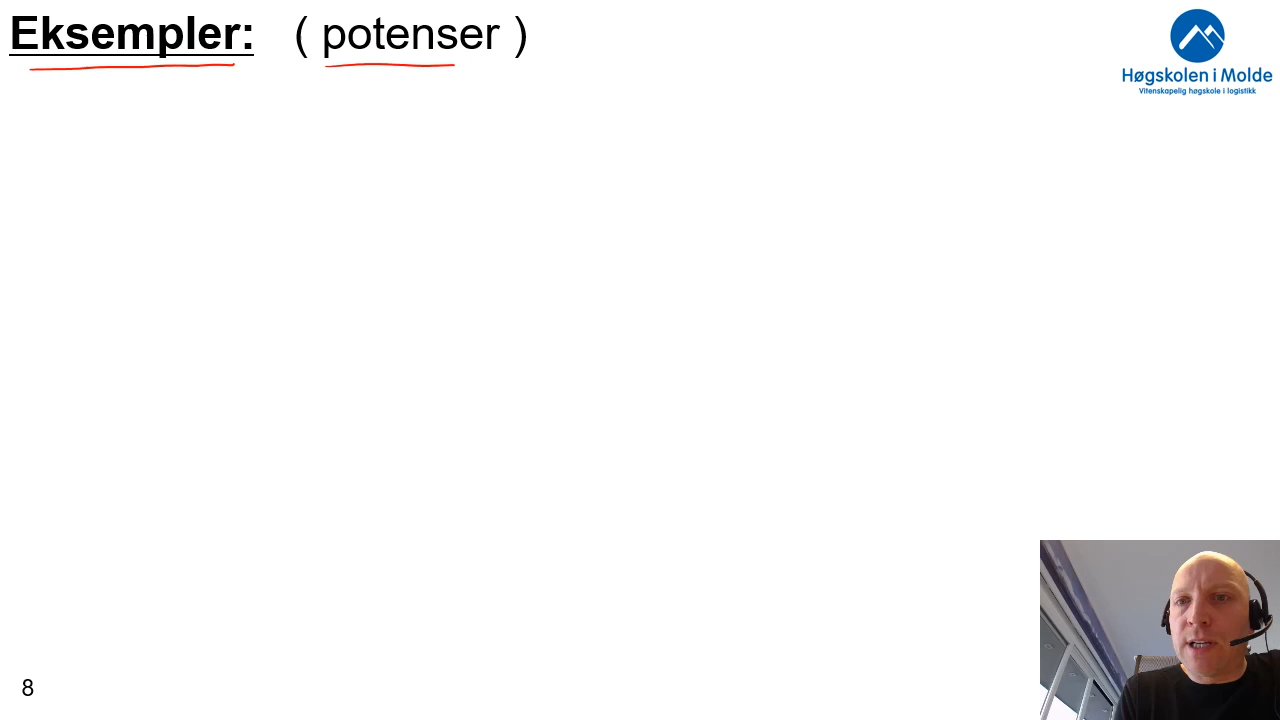 Eksempler: ( potenser )
Høgskolen i Molde
Vitenskapelig høgskole i logistikk
8